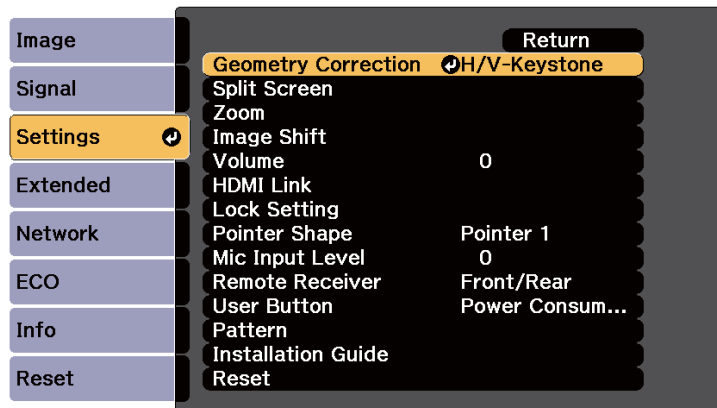 Image
Signal
Settings
Extended
Network
ECO
Info
Reset
Return
Geometry Correction H/V-Keystone
Split Screen
Zoom
Image Shift
Volume 0
HDMI Link
Lock Setting
Pointer Shape Pointer 1
Mic Input Level 0
Remote Receiver Front/Rear
User Button Power Consum...
Pattern
Installation Guide
Reset